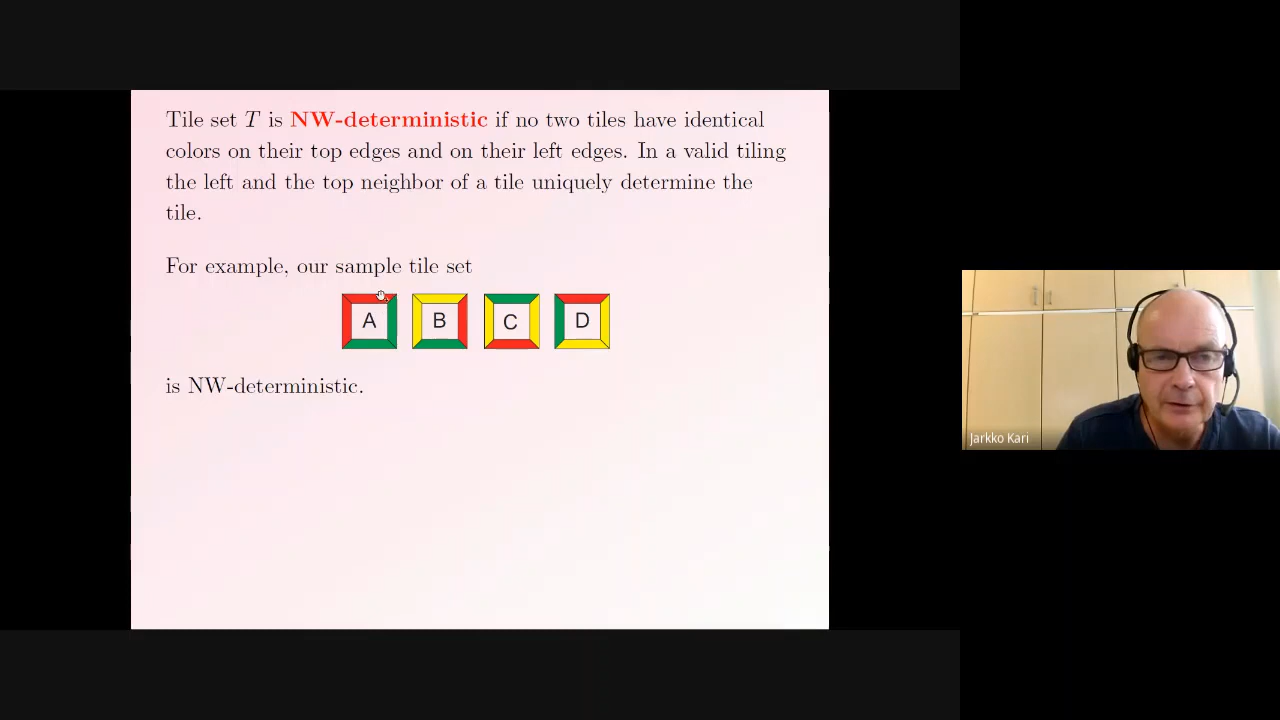 Tile set T is NW-deterministic if no two tiles have identical
colors on their top edges and on their left edges. In a valid tiling
the left and the top neighbor of a tile uniquely determine the
tile.
For example, our sample tile set
A B C D
is NW-deterministic.
Jarkko Kari